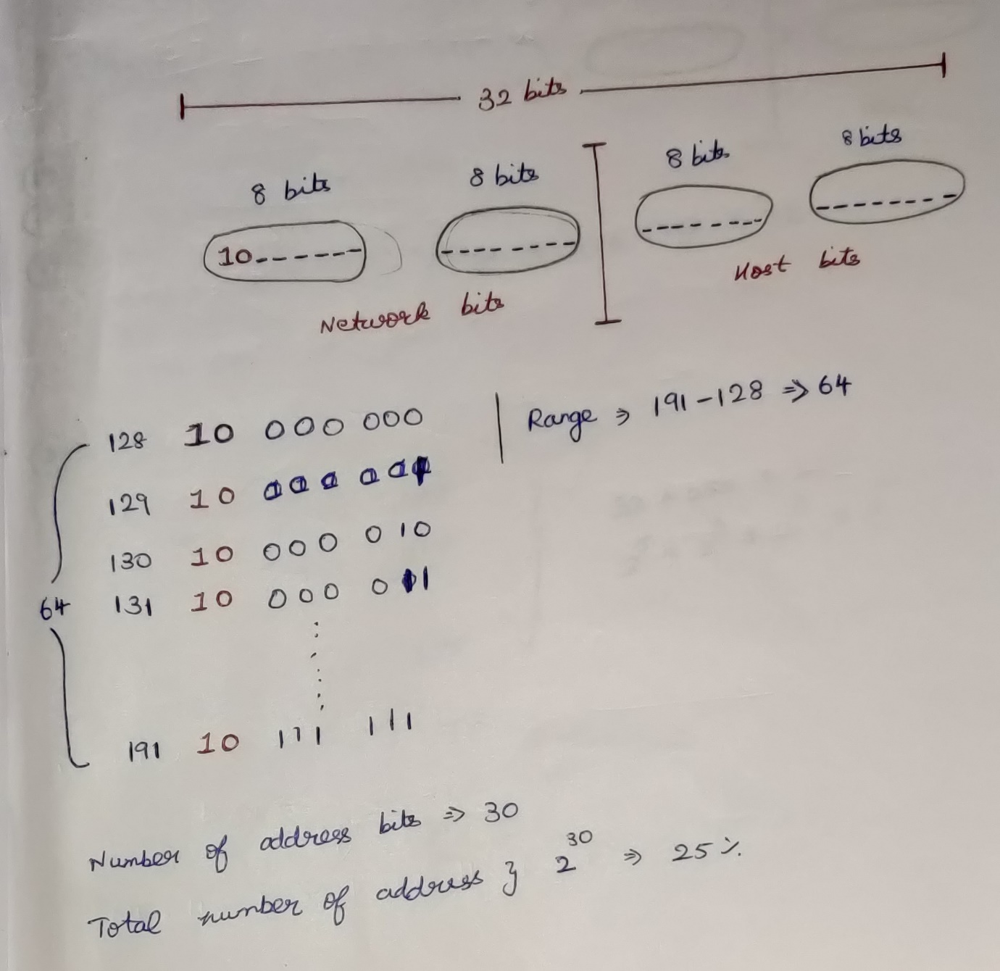 32 bits
8 bits 8 bits 8 bits 8 bits
10
Network bits Host bits
128 10 000 000
Range ⇒ 191-128 ⇒ 64
129 10 000 001
130 10 000 010
64 131 10 000 011
191 10 111 111
Number of address bits ⇒ 30
Total number of address } 2^30 ⇒ 25%